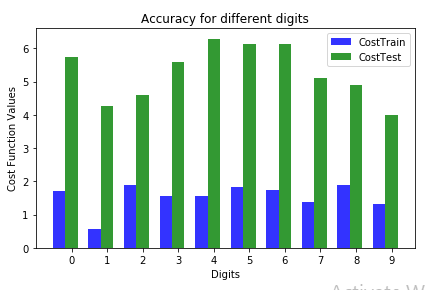 Accuracy for different digits
CostTrain
CostTest
Cost Function Values
6
5
4
3
2
1
0
0 1 2 3 4 5 6 7 8 9
Digits